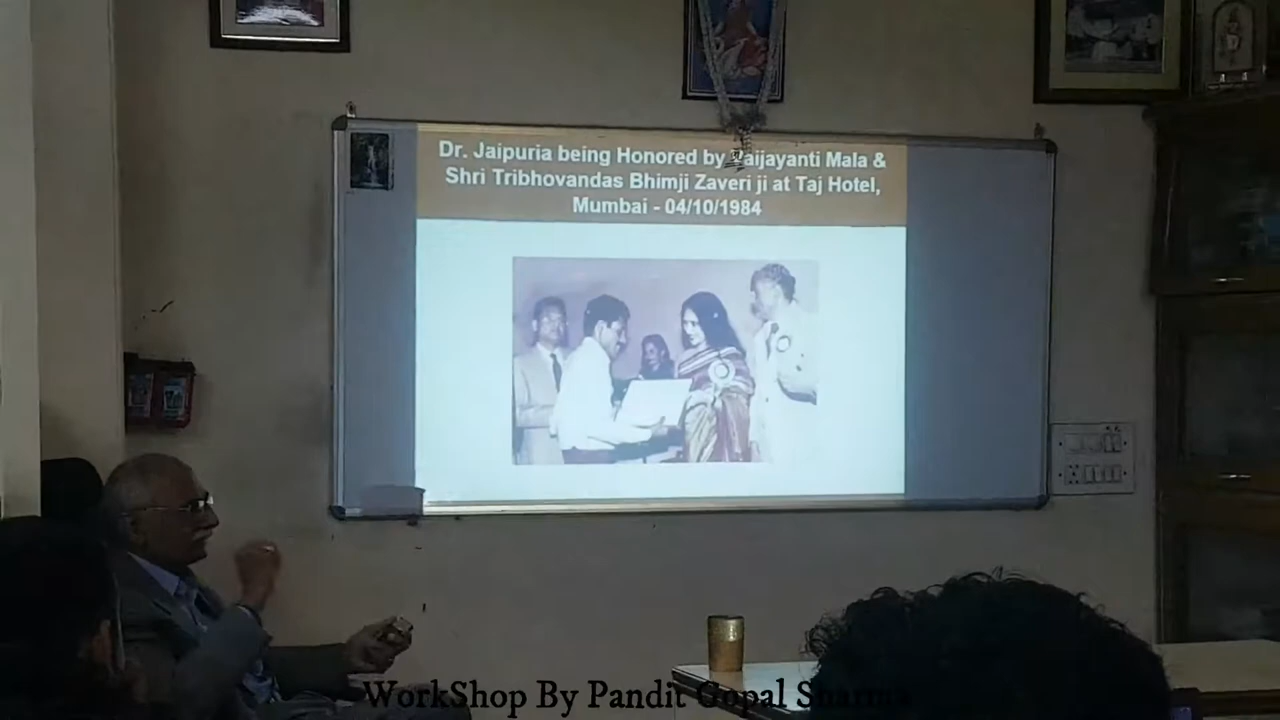 Dr. Jaipuria being Honored by Vaijayanti Mala &
Shri Tribhovandas Bhimji Zaveri ji at Taj Hotel,
Mumbai - 04/10/1984
WorkShop By Pandit Gopal Sharma